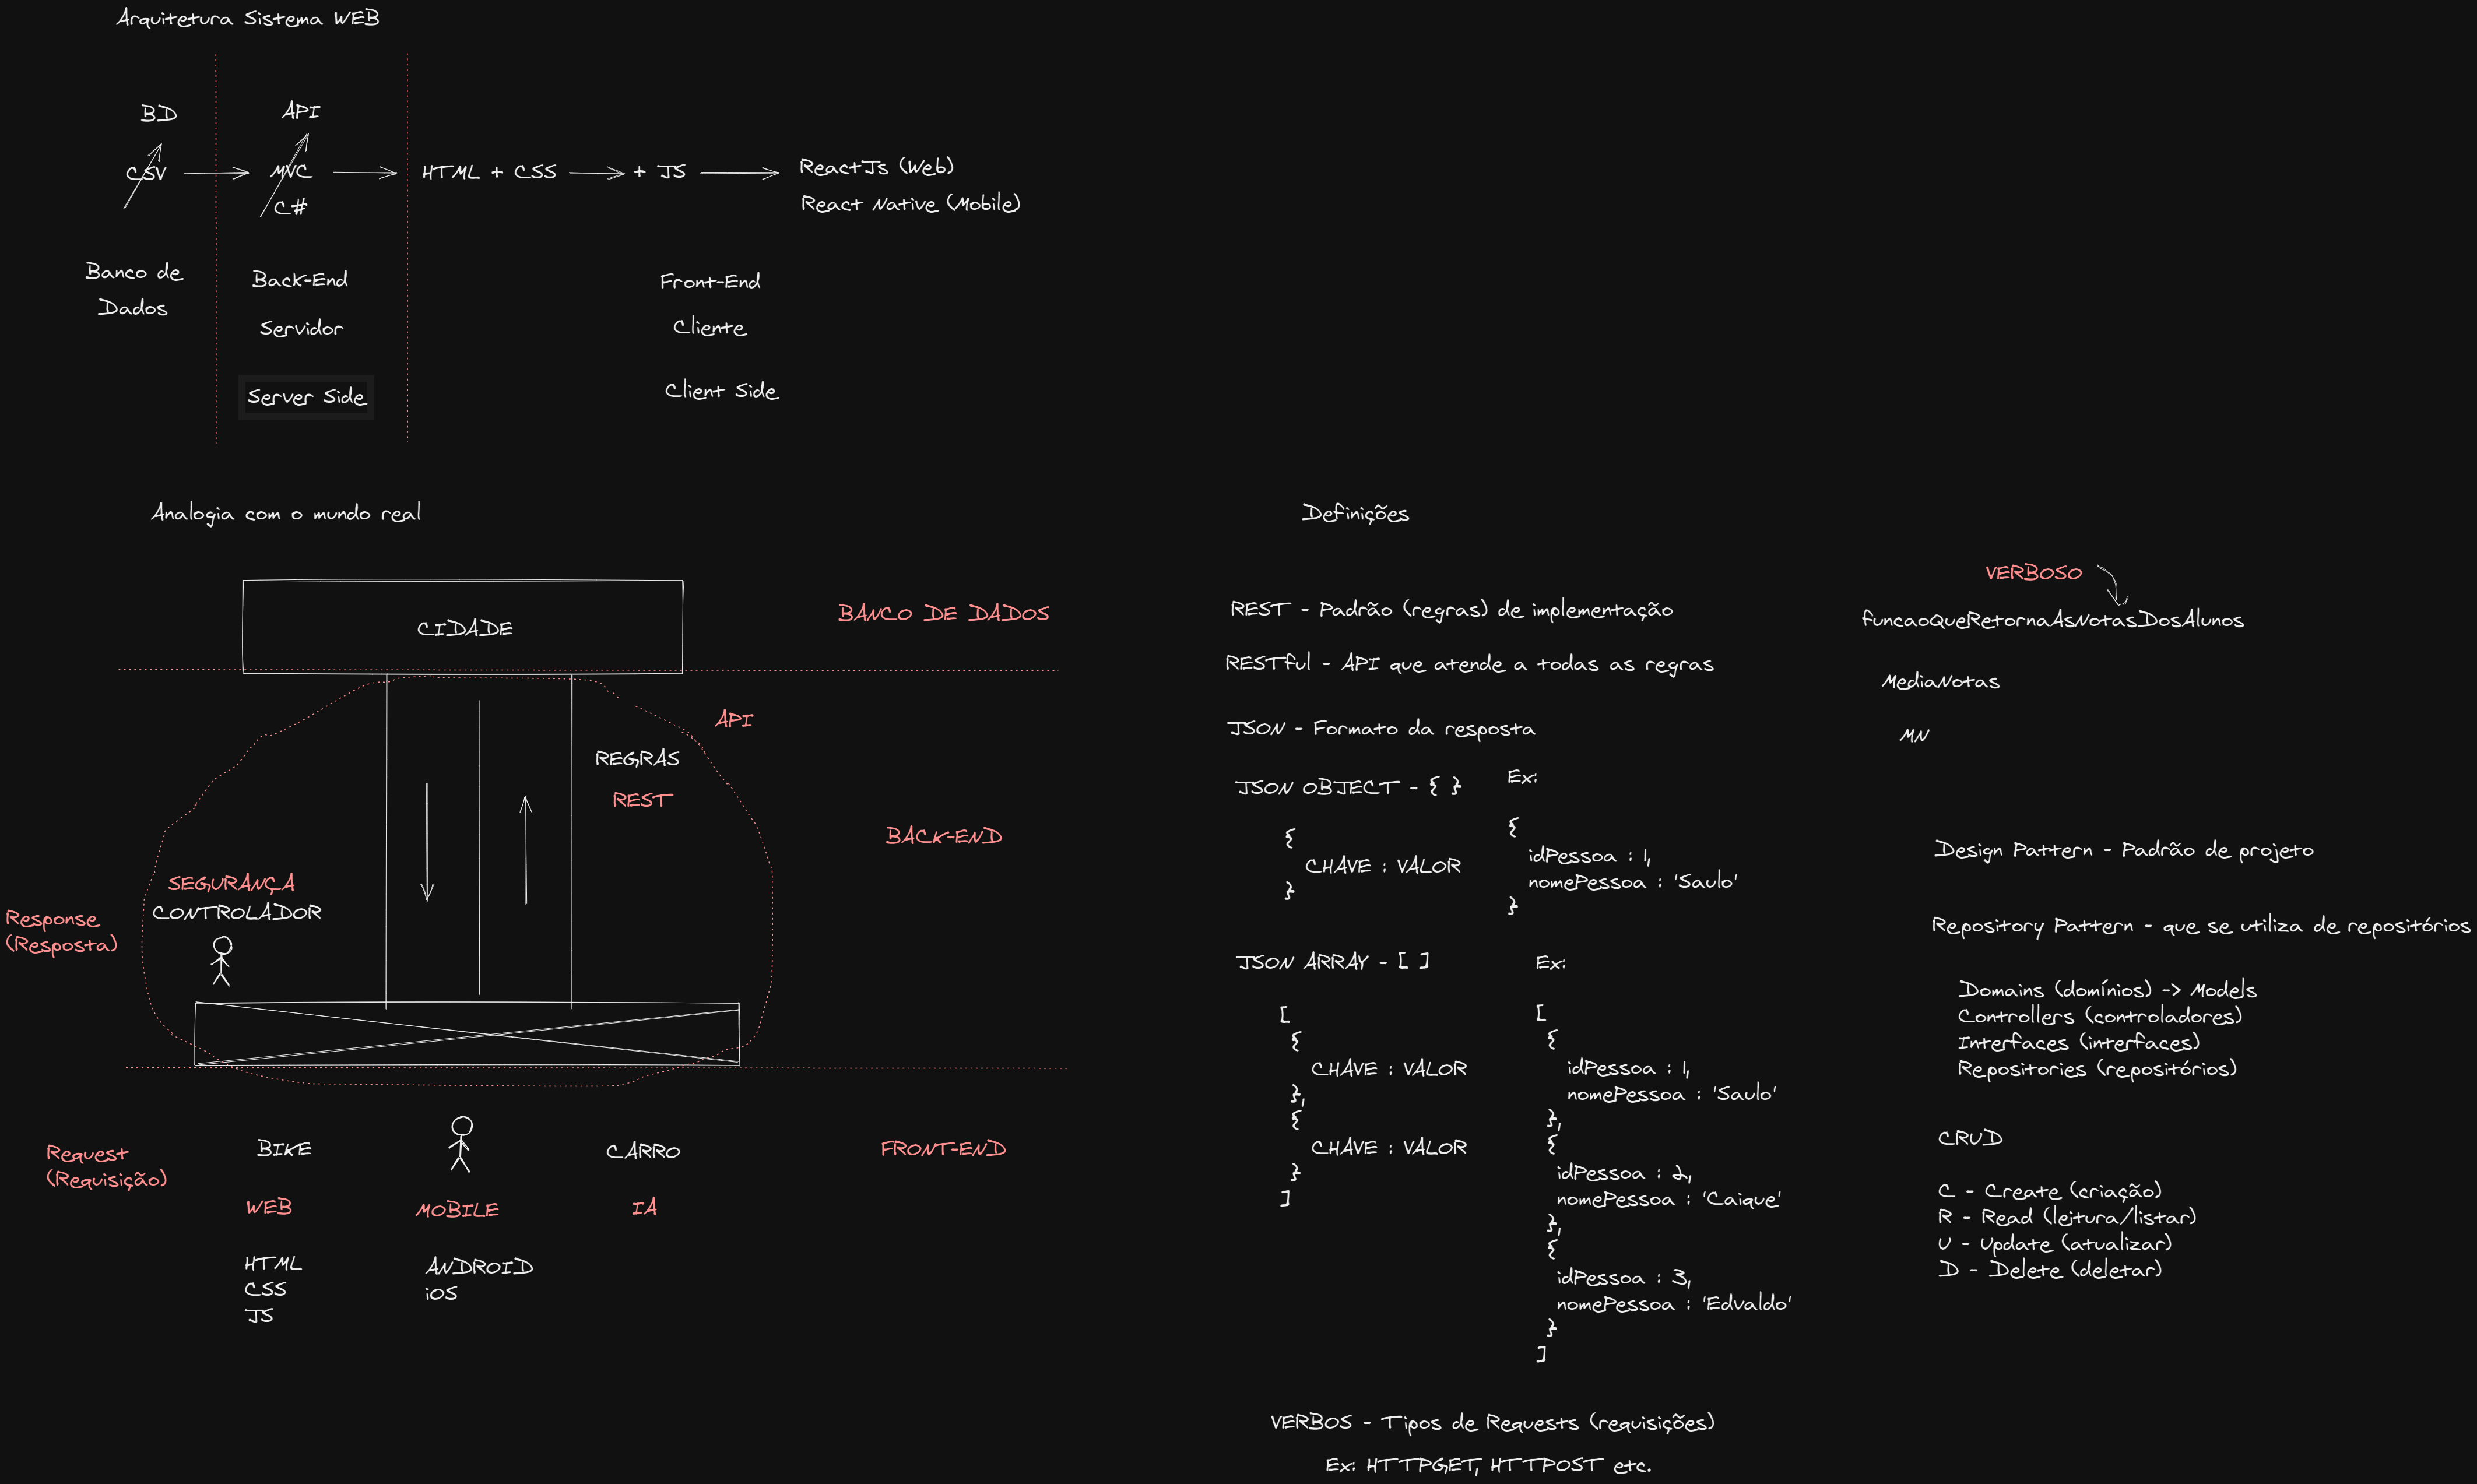 Arquitetura Sistema WEB
BD
API
CSV
MVC
C#
HTML + CSS
+ JS
ReactJs (Web)
React Native (Mobile)
Banco de
Dados
Back-End
Servidor
Server Side
Front-End
Cliente
Client Side
Analogia com o mundo real
CIDADE
BANCO DE DADOS
API
REGRAS
REST
BACK-END
SEGURANÇA
CONTROLADOR
Response
(Resposta)
Request
(Requisição)
BIKE
CARRO
FRONT-END
WEB
MOBILE
IA
HTML
CSS
JS
ANDROID
iOS
Definições
REST - Padrão (regras) de implementação
RESTful - API que atende a todas as regras
JSON - Formato da resposta
JSON OBJECT - { }
{
CHAVE : VALOR
}
Ex:
{
idPessoa : 1,
nomePessoa : 'Saulo'
}
JSON ARRAY - [ ]
[
{
CHAVE : VALOR
},
{
CHAVE : VALOR
}
]
Ex:
[
{
idPessoa : 1,
nomePessoa : 'Saulo'
},
{
idPessoa : 2,
nomePessoa : 'Caique'
},
{
idPessoa : 3,
nomePessoa : 'Edvaldo'
}
]
VERBOS - Tipos de Requests (requisições)
Ex: HTTPGET, HTTPOST etc.
VERBOSO
funcaoQueRetornaAsNotasDosAlunos
MediaNotas
MN
Design Pattern - Padrão de projeto
Repository Pattern - que se utiliza de repositórios
Domains (domínios) -> Models
Controllers (controladores)
Interfaces (interfaces)
Repositories (repositórios)
CRUD
C - Create (criação)
R - Read (leitura/listar)
U - Update (atualizar)
D - Delete (deletar)